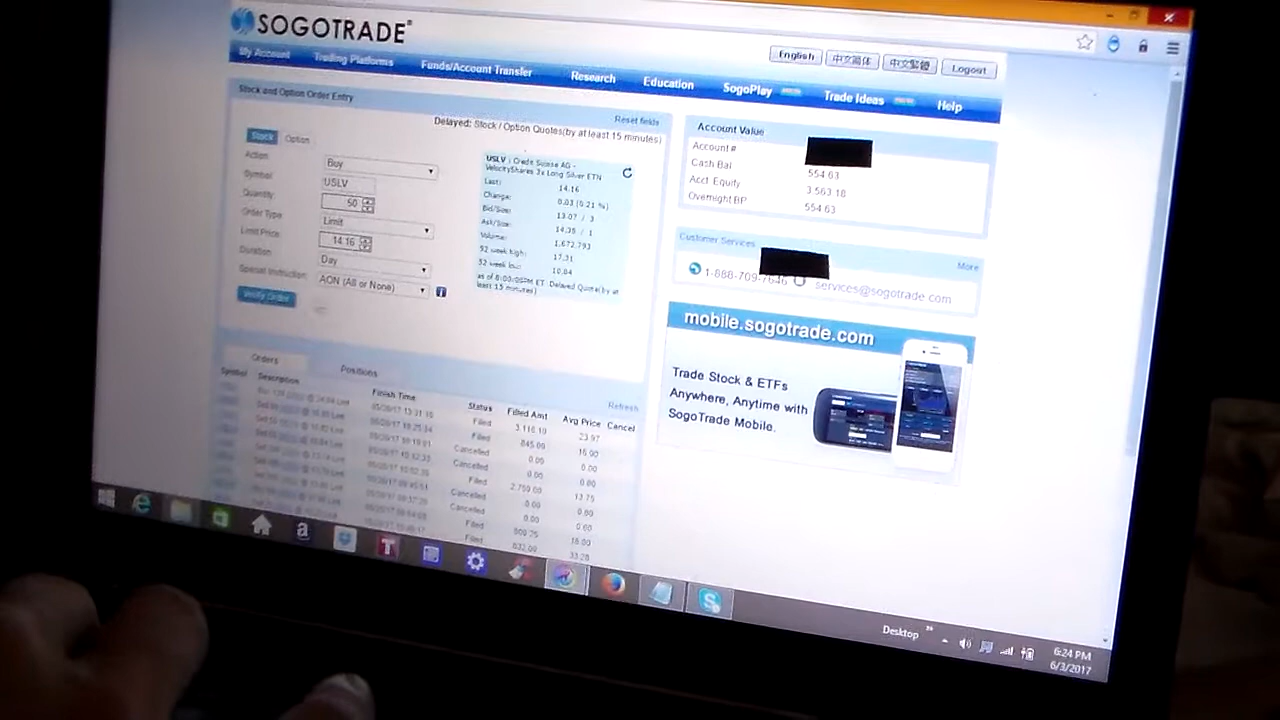 SOGOTRADE®
English 中文简体 中文繁體 Logout
My Account Trading Platforms Funds/Account Transfer Research Education SogoPlay Trade Ideas Help
Stock and Option Order Entry
Reset fields
Delayed: Stock / Option Quotes(by at least 15 minutes)
Stock Option
Action Buy
Symbol USLV
Quantity 50
Order Type Limit
Limit Price 14.16
Duration Day
Special Instruction AON (All or None)
Verify Order
USLV : Credit Suisse AG -
VelocityShares 3x Long Silver ETN
Last: 14.16
Change: 0.03 (0.21 %)
Bid/Size: 13.07 / 3
Ask/Size: 14.38 / 1
Volume: 1,672,793
52 week high: 17.31
52 week low: 10.84
ET Delayed Quote(by at
least 15 minutes)
Account Value
Account #
Cash Bal 554.63
Acct Equity 3,563.18
Overnight BP 554.63
Customer Services More
1-888-709-7646 services@sogotrade.com
mobile.sogotrade.com
Trade Stock & ETFs
Anywhere, Anytime with
SogoTrade Mobile.
Orders Positions
Refresh
Symbol Description Finish Time Status Filled Amt Avg Price Cancel
Filled 3,116.10 23.97
Filled 845.00 16.90
Cancelled 0.00 0.00
Cancelled 0.00 0.00
Filled 2,750.00 13.75
Cancelled 0.00 0.00
Cancelled 0.00 0.00
Filled
Filled
Desktop
6:24 PM
6/3/2017